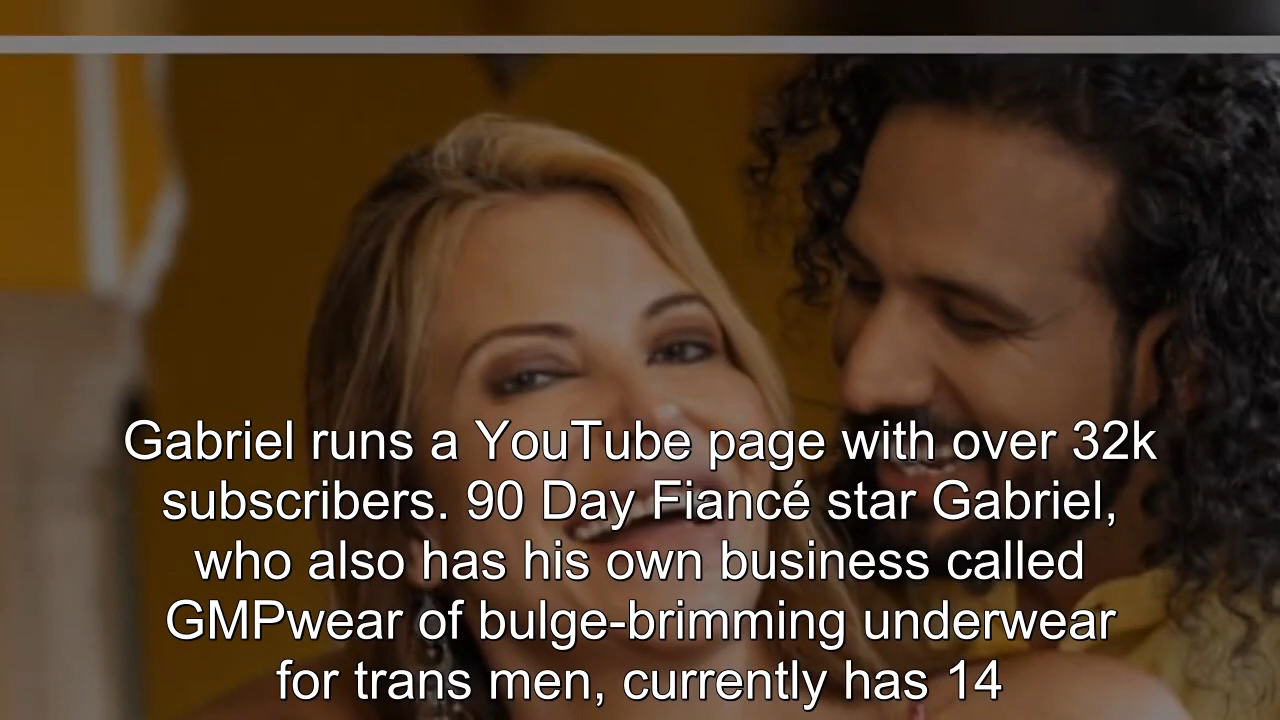 Gabriel runs a YouTube page with over 32k
subscribers. 90 Day Fiancé star Gabriel,
who also has his own business called
GMPwear of bulge-brimming underwear
for trans men, currently has 14